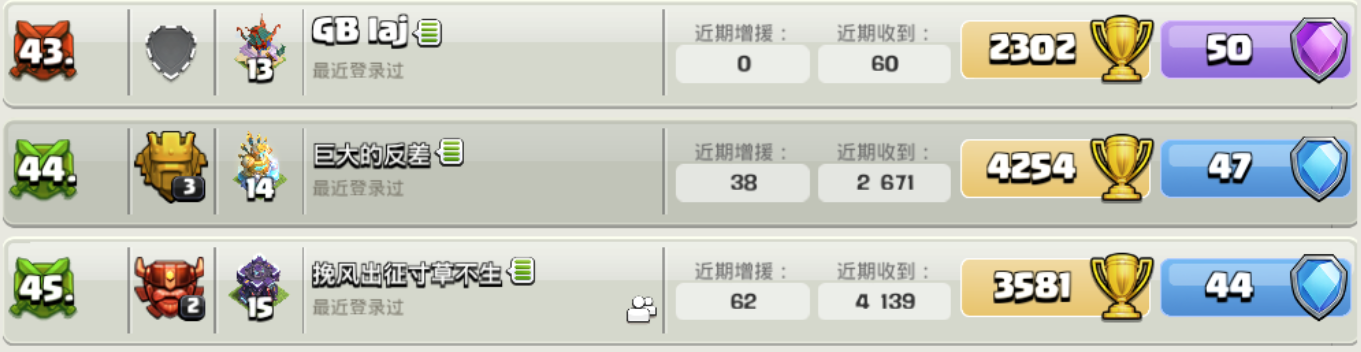 43.
13
GB laj
最近登录过
近期增援：
0
近期收到：
60
2302
50
44.
3
14
巨大的反差
最近登录过
近期增援：
38
近期收到：
2 671
4254
47
45.
2
15
挽风出征寸草不生
最近登录过
近期增援：
62
近期收到：
4 139
3581
44